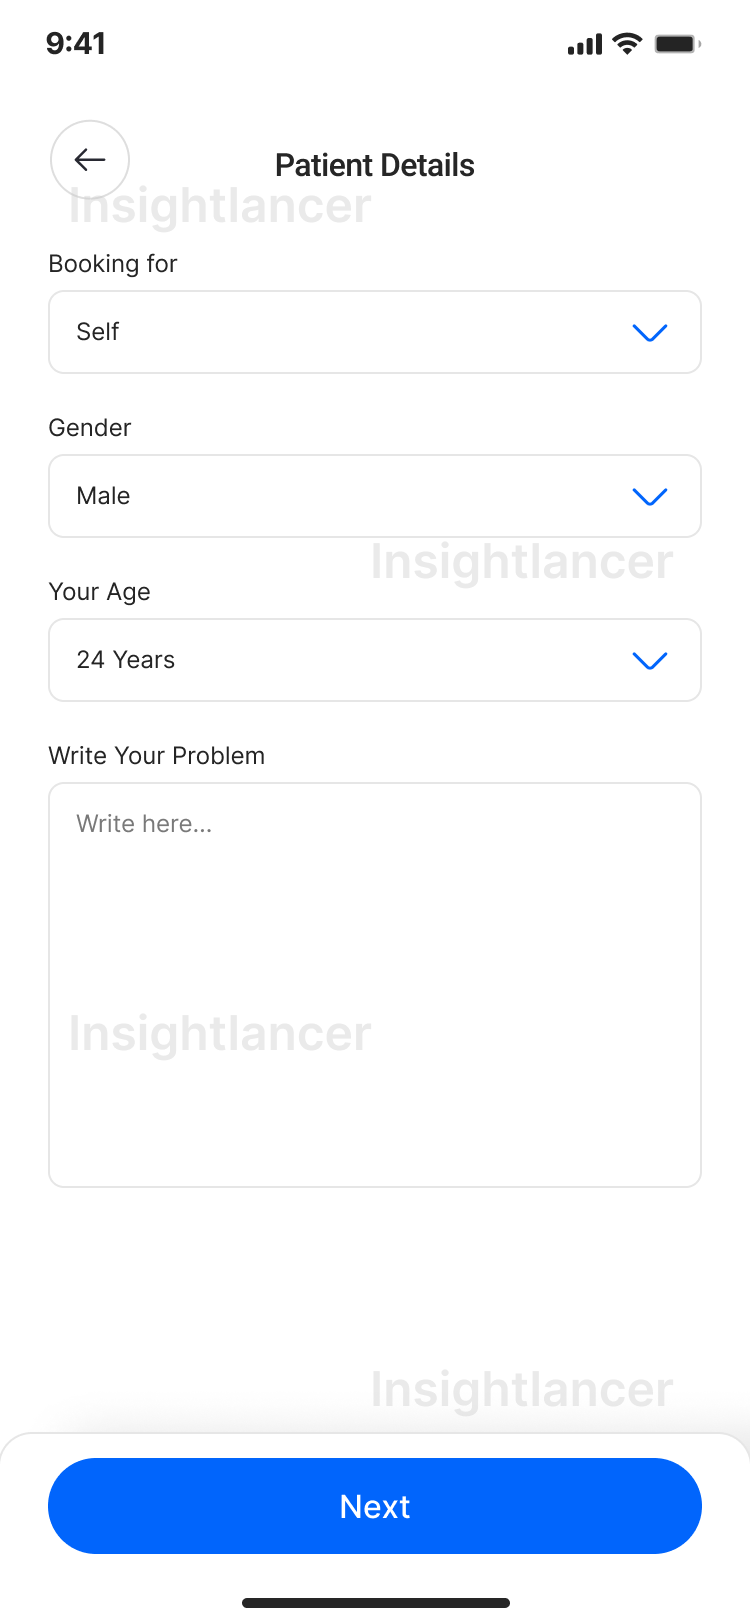 9:41
Patient Details
Insightlancer
Booking for
Self
Gender
Male
Insightlancer
Your Age
24 Years
Write Your Problem
Write here...
Insightlancer
Insightlancer
Next